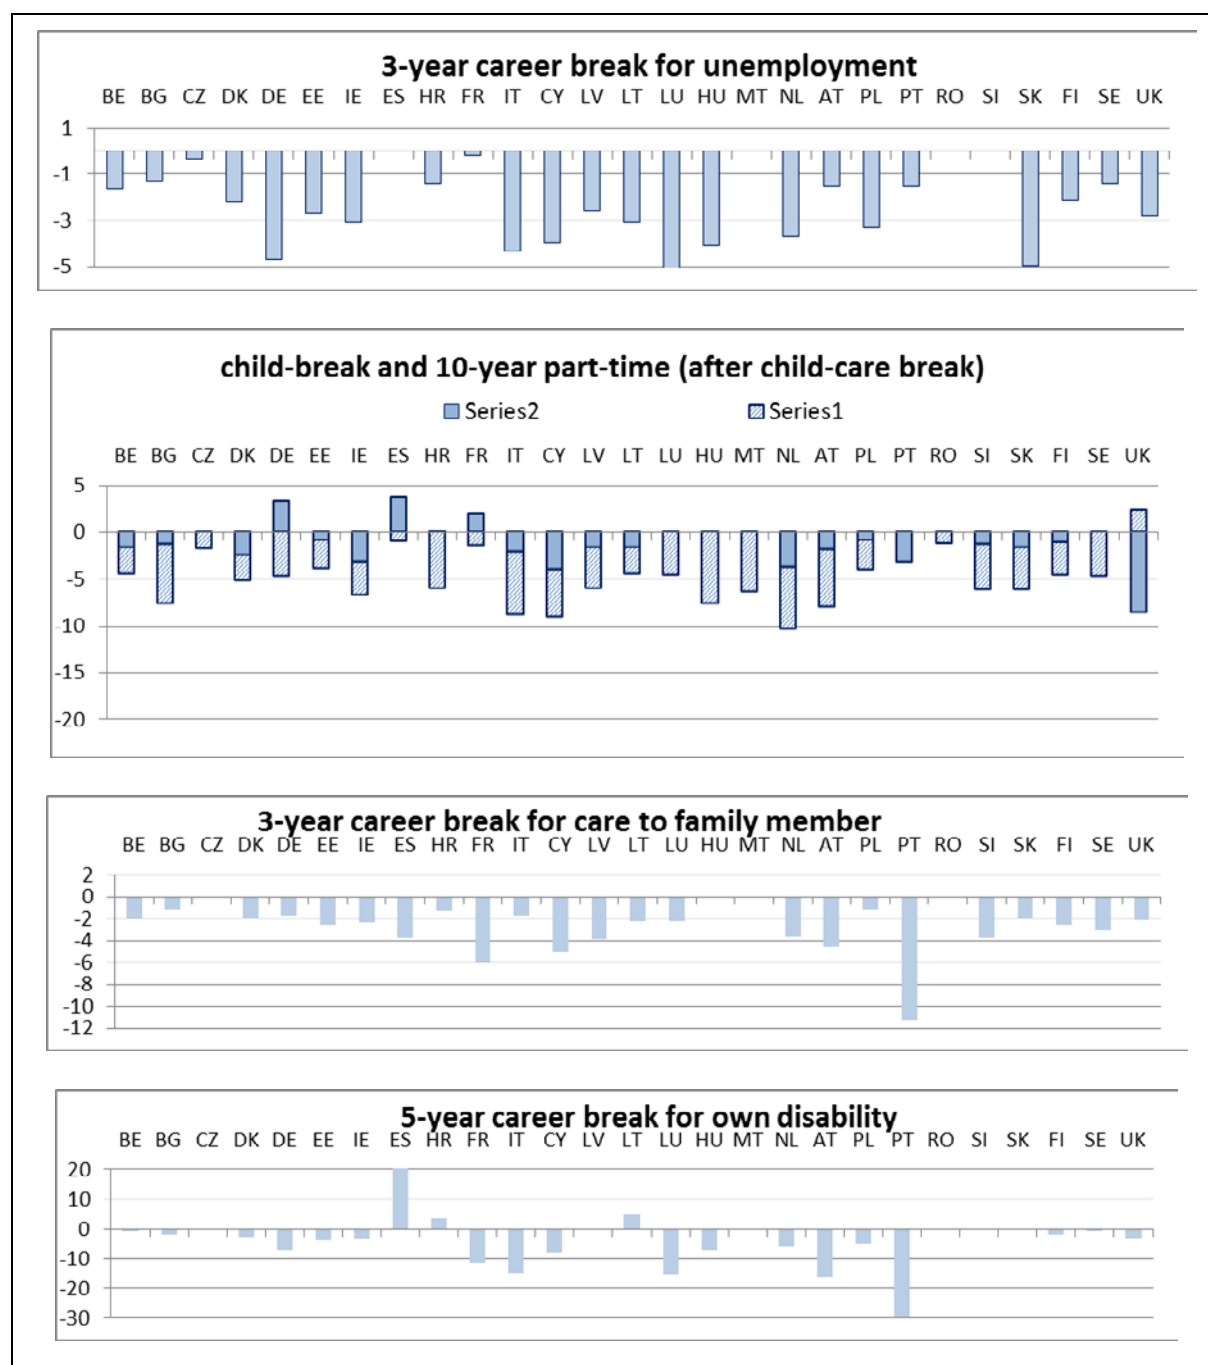 3-year career break for unemployment
BE BG CZ DK DE EE IE ES HR FR IT CY LV LT LU HU MT NL AT PL PT RO SI SK FI SE UK
1
-1
-3
-5
child-break and 10-year part-time (after child-care break)
Series2 Series1
BE BG CZ DK DE EE IE ES HR FR IT CY LV LT LU HU MT NL AT PL PT RO SI SK FI SE UK
5
0
-5
-10
-15
-20
3-year career break for care to family member
BE BG CZ DK DE EE IE ES HR FR IT CY LV LT LU HU MT NL AT PL PT RO SI SK FI SE UK
2
0
-2
-4
-6
-8
-10
-12
5-year career break for own disability
BE BG CZ DK DE EE IE ES HR FR IT CY LV LT LU HU MT NL AT PL PT RO SI SK FI SE UK
20
10
0
-10
-20
-30